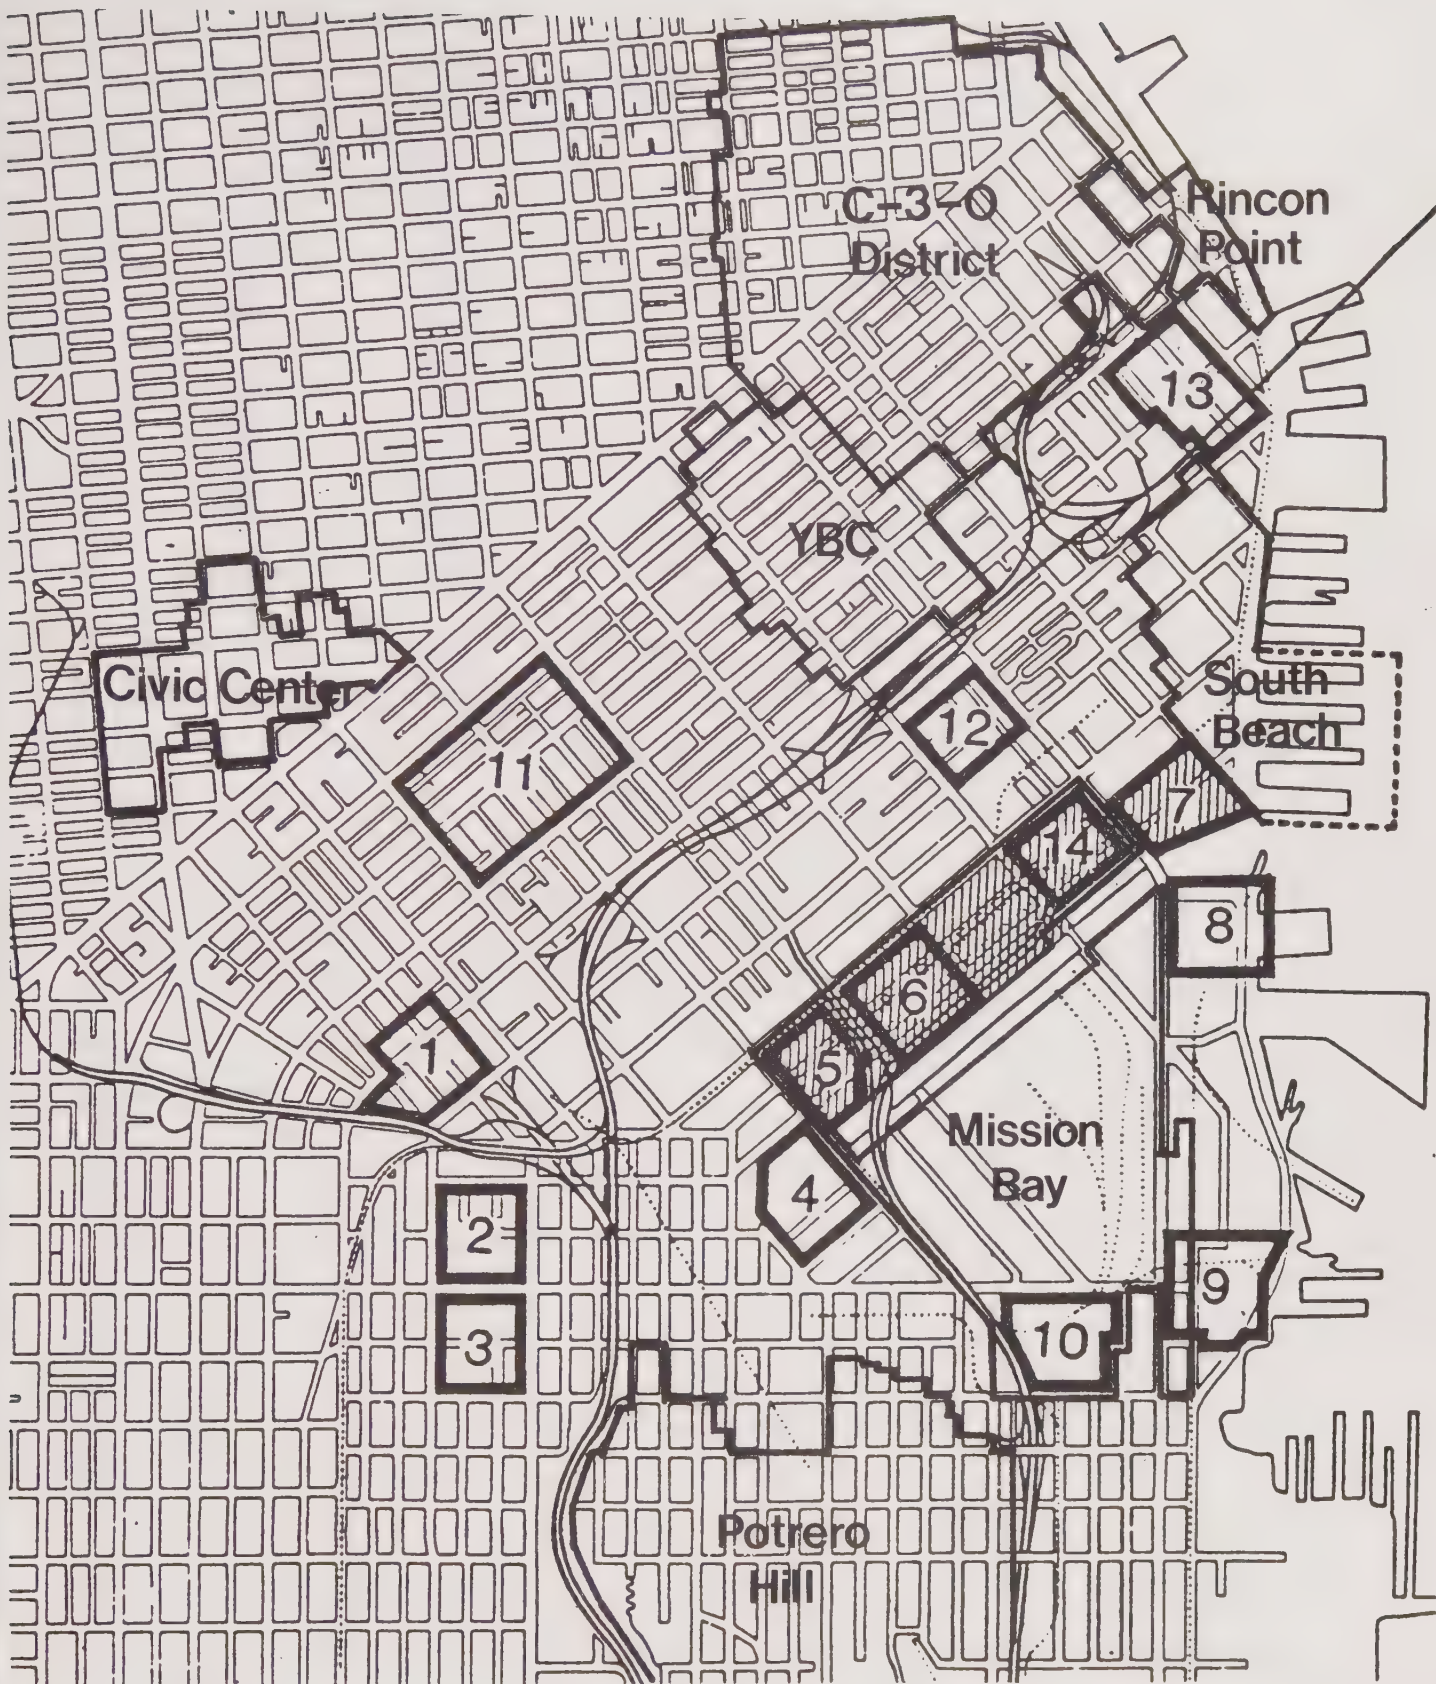 C-3-O
District
Rincon
Point
13
YBC
Civic Center
South
Beach
12
11
7
14
8
6
1
5
Mission
Bay
4
2
9
3
10
Potrero
Hill